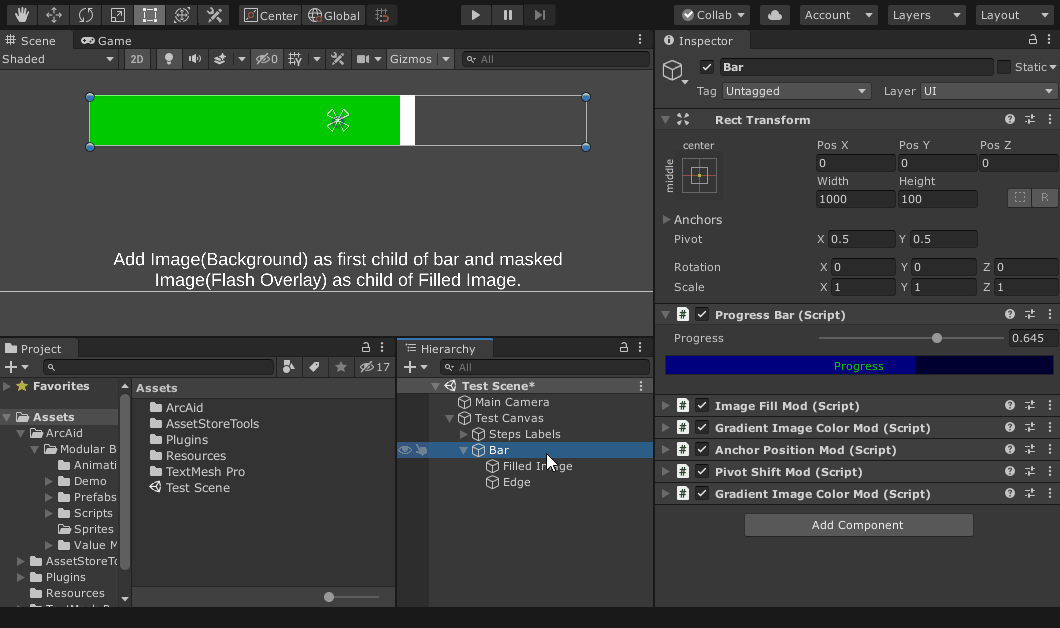 Center Global Collab Account Layers Layout
Scene Game
Shaded 2D 0 Gizmos All
Add Image(Background) as first child of bar and masked
Image(Flash Overlay) as child of Filled Image.
Project
17
Favorites
Assets
ArcAid
Modular B
Animati
Demo
Prefabs
Scripts
Sprites
Value M
AssetStoreTo
Plugins
Resources
Assets
ArcAid
AssetStoreTools
Plugins
Resources
TextMesh Pro
Test Scene
Hierarchy
All
Test Scene*
Main Camera
Test Canvas
Steps Labels
Bar
Filled Image
Edge
Inspector
Bar Static
Tag Untagged Layer UI
Rect Transform
center
middle
Pos X Pos Y Pos Z
0 0 0
Width Height
1000 100 R
Anchors
Pivot X 0.5 Y 0.5
Rotation X 0 Y 0 Z 0
Scale X 1 Y 1 Z 1
# Progress Bar (Script)
Progress 0.645
Progress
# Image Fill Mod (Script)
# Gradient Image Color Mod (Script)
# Anchor Position Mod (Script)
# Pivot Shift Mod (Script)
# Gradient Image Color Mod (Script)
Add Component